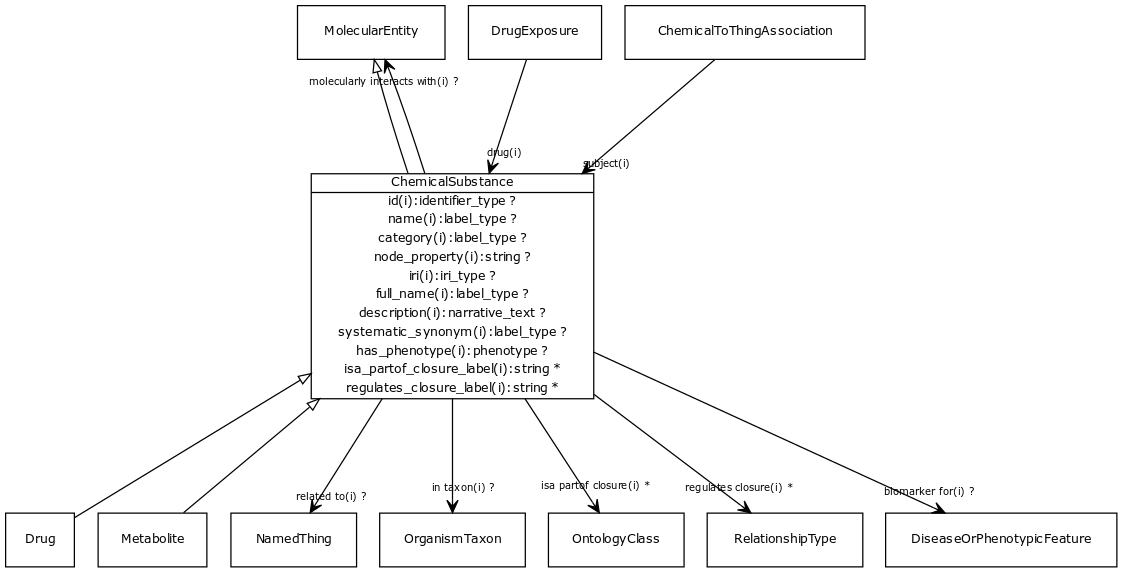 MolecularEntity
DrugExposure
ChemicalToThingAssociation
molecularly interacts with(i) ?
drug(i)
subject(i)
ChemicalSubstance
id(i):identifier_type ?
name(i):label_type ?
category(i):label_type ?
node_property(i):string ?
iri(i):iri_type ?
full_name(i):label_type ?
description(i):narrative_text ?
systematic_synonym(i):label_type ?
has_phenotype(i):phenotype ?
isa_partof_closure_label(i):string *
regulates_closure_label(i):string *
related to(i) ?
in taxon(i) ?
isa partof closure(i) *
regulates closure(i) *
biomarker for(i) ?
Drug
Metabolite
NamedThing
OrganismTaxon
OntologyClass
RelationshipType
DiseaseOrPhenotypicFeature